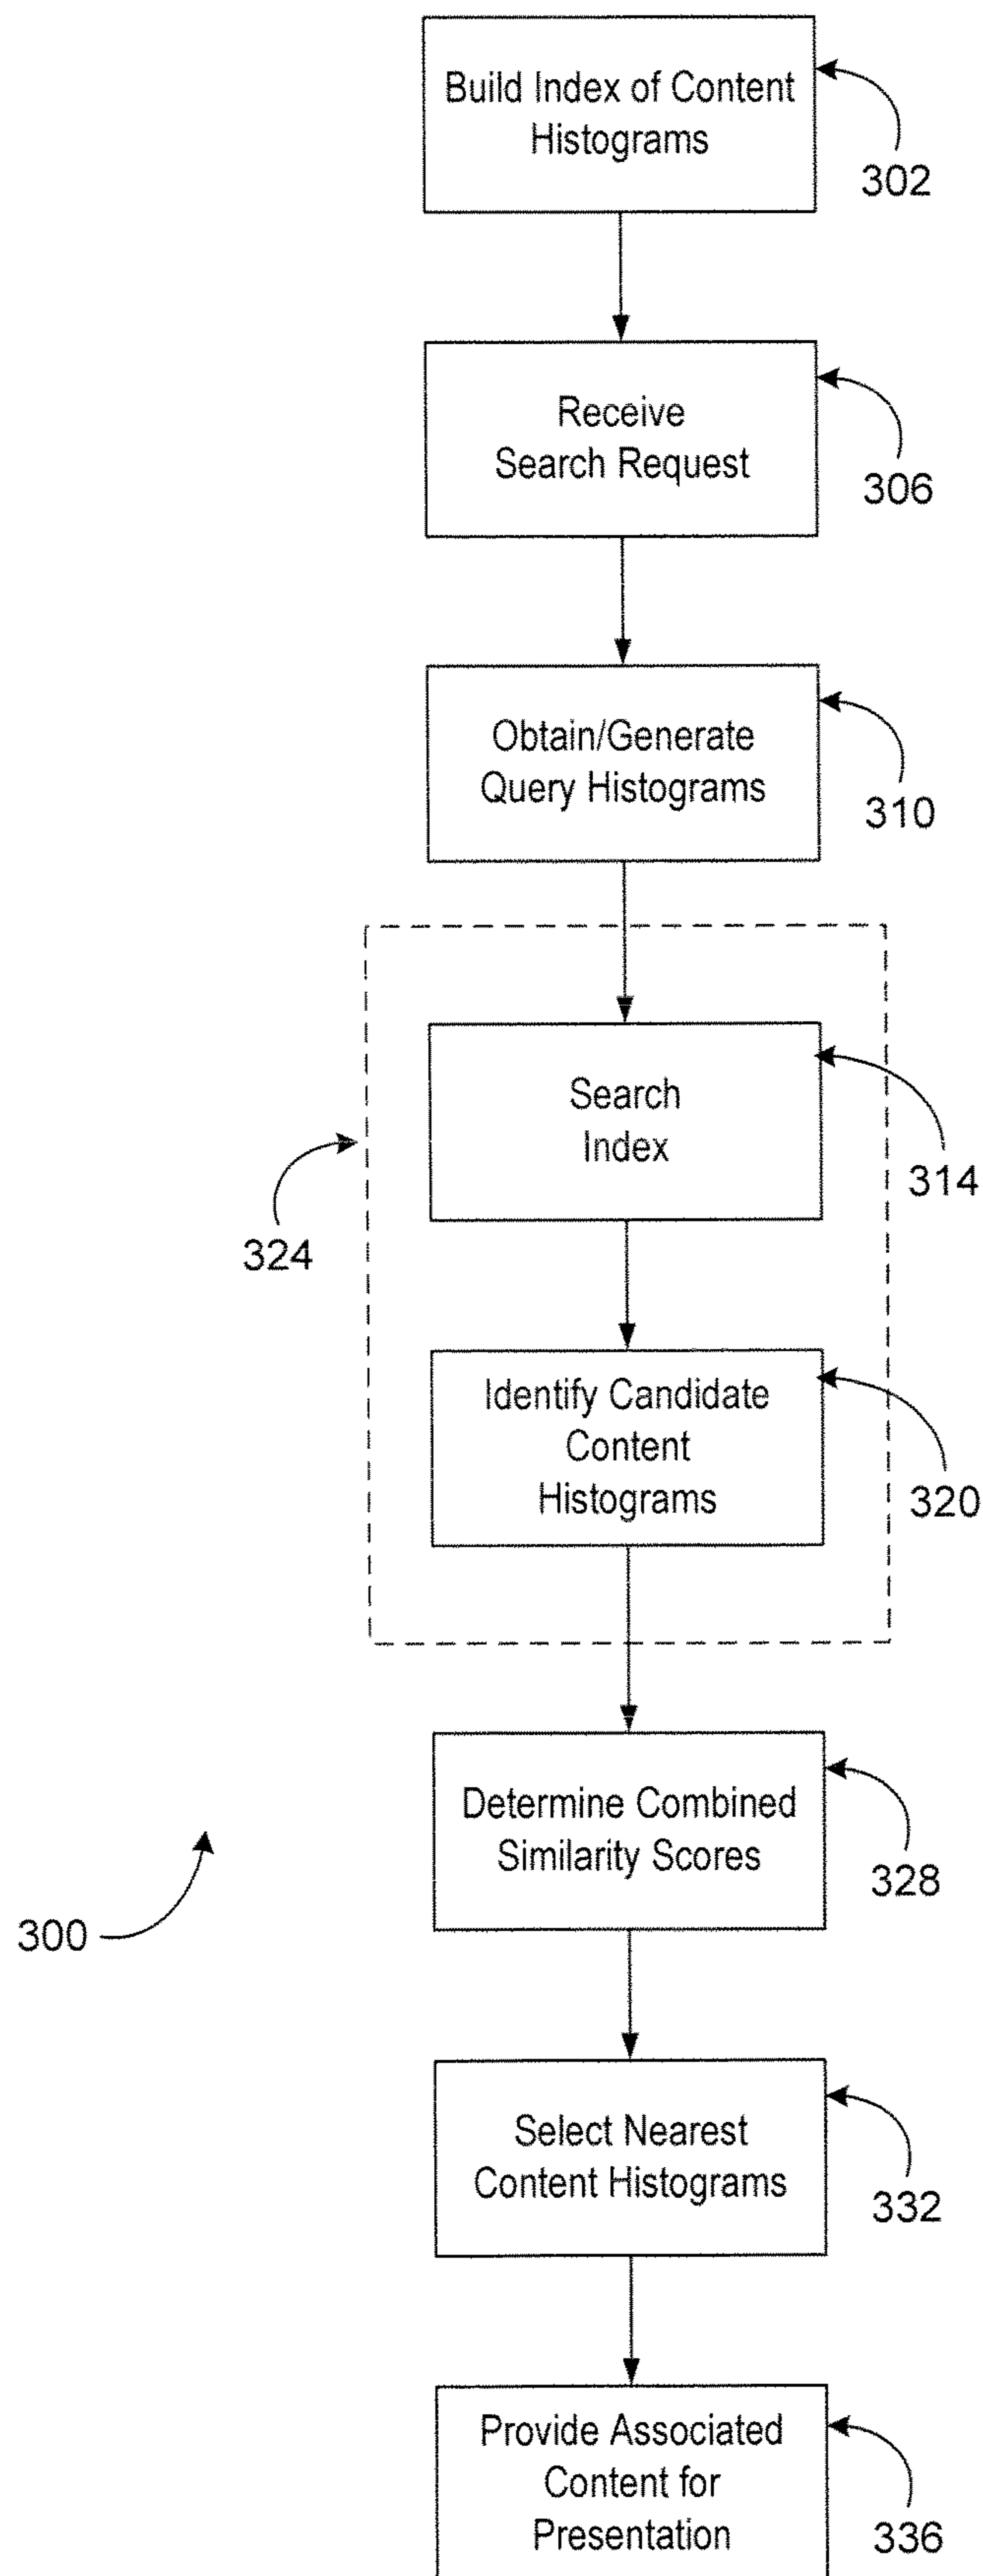 Build Index of Content
Histograms
302
Receive
Search Request
306
Obtain/Generate
Query Histograms
310
Search
Index
314
324
Identify Candidate
Content
Histograms
320
Determine Combined
Similarity Scores
328
300
Select Nearest
Content Histograms
332
Provide Associated
Content for
Presentation
336